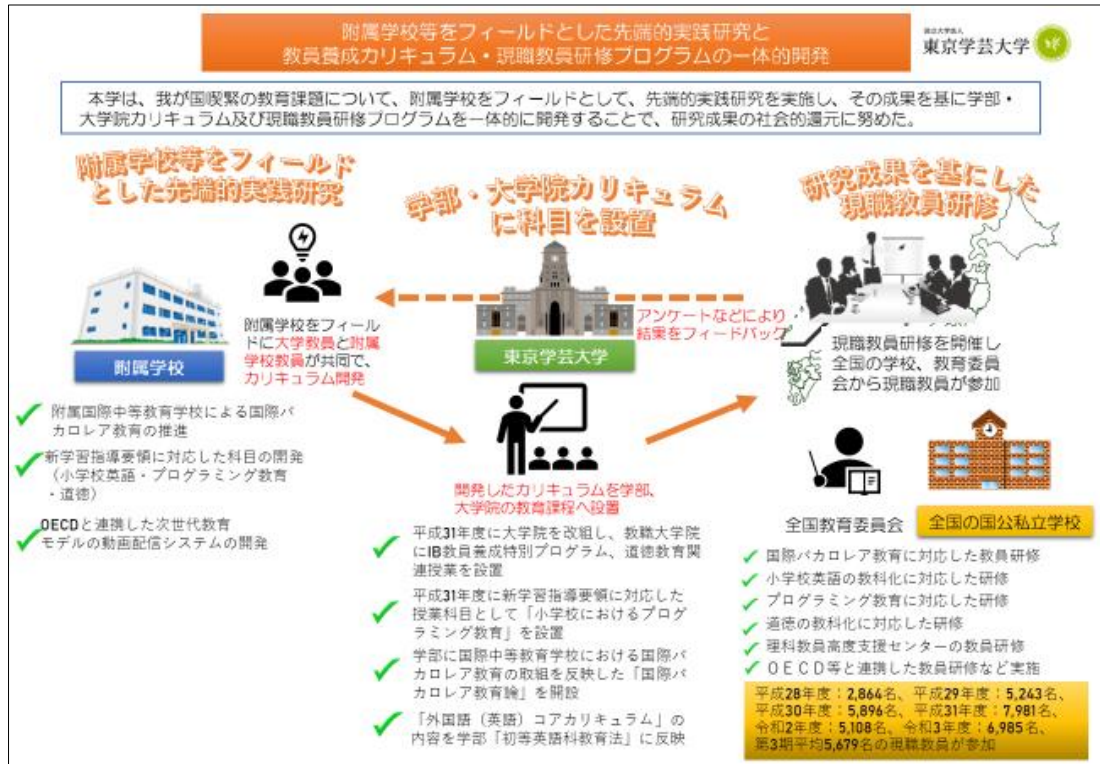 附属学校等をフィールドとした先端的実践研究と
教員養成カリキュラム・現職教員研修プログラムの一体的開発
国立大学法人
東京学芸大学
本学は、我が国喫緊の教育課題について、附属学校をフィールドとして、先端的実践研究を実施し、その成果を基に学部・
大学院カリキュラム及び現職教員研修プログラムを一体的に開発することで、研究成果の社会的還元に努めた。
附属学校等をフィールド
とした先端的実践研究
附属学校をフィール
ドに大学教員と附属
学校教員が共同で、
カリキュラム開発
附属学校
附属国際中等教育学校による国際バ
カロレア教育の推進
新学習指導要領に対応した科目の開発
（小学校英語・プログラミング教育
・道徳）
OECDと連携した次世代教育
モデルの動画配信システムの開発
学部・大学院カリキュラム
に科目を設置
東京学芸大学
アンケートなどにより
結果をフィードバック
開発したカリキュラムを学部、
大学院の教育課程へ設置
平成31年度に大学院を改組し、教職大学院
にIB教員養成特別プログラム、道徳教育関
連授業を設置
平成31年度に新学習指導要領に対応した
授業科目として「小学校におけるプログ
ラミング教育」を設置
学部に国際中等教育学校における国際バ
カロレア教育の取組を反映した「国際バ
カロレア教育論」を開設
「外国語（英語）コアカリキュラム」の
内容を学部「初等英語科教育法」に反映
研究成果を基にした
現職教員研修
現職教員研修を開催し
全国の学校、教育委員
会から現職教員が参加
全国教育委員会
全国の国公私立学校
国際バカロレア教育に対応した教員研修
小学校英語の教科化に対応した研修
プログラミング教育に対応した研修
道徳の教科化に対応した研修
理科教員高度支援センターの教員研修
OECD等と連携した教員研修など実施
平成28年度：2,864名、平成29年度：5,243名、
平成30年度：5,896名、平成31年度：7,981名、
令和2年度：5,108名、令和3年度：6,985名、
第3期平均5,679名の現職教員が参加